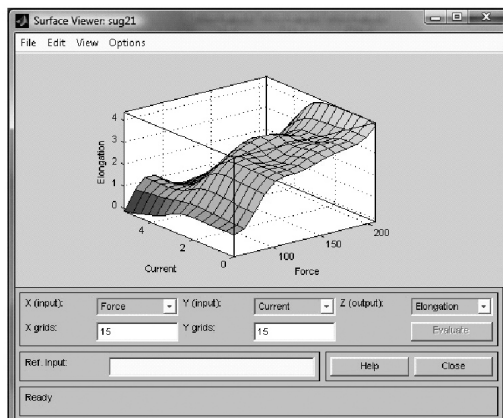 Surface Viewer: sug21
File Edit View Options
4
3
2
1
0
Elongation
4
2
0
Current
100
150
200
Force
X (input): Force Y (input): Current Z (output): Elongation
X grids: 15 Y grids: 15 Evaluate
Ref. Input: Help Close
Ready